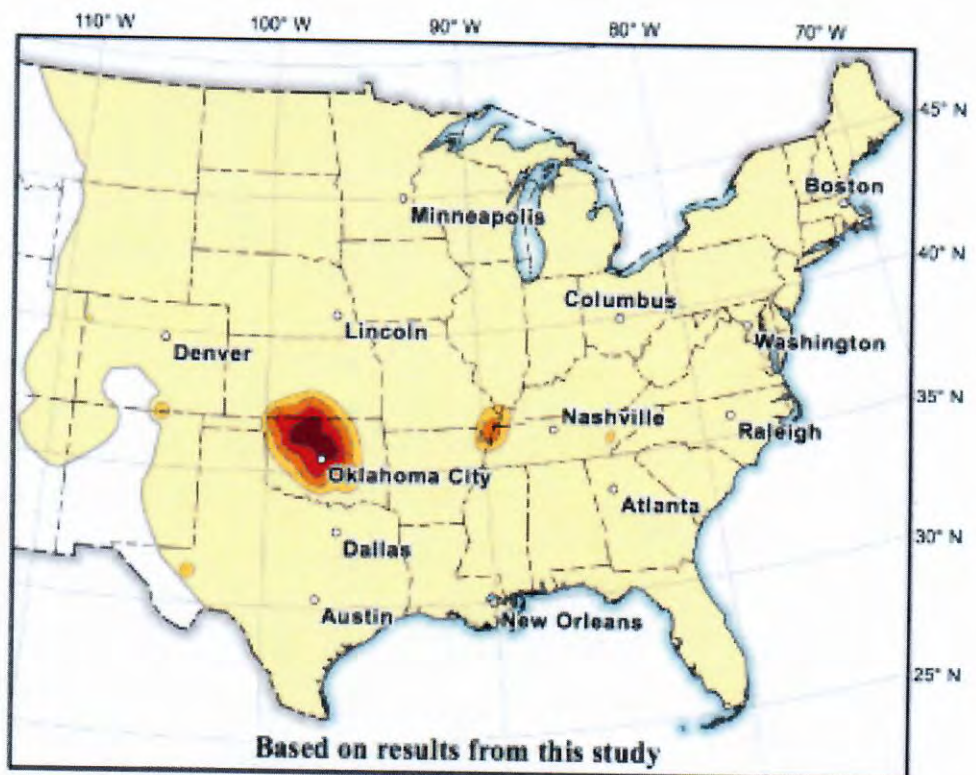 110° W 100° W 90° W 80° W 70° W
45° N
Boston
Minneapolis
40° N
Columbus
Lincoln
Washington
Denver
35° N
Nashville
Raleigh
Oklahoma City
Atlanta
30° N
Dallas
Austin
New Orleans
25° N
Based on results from this study